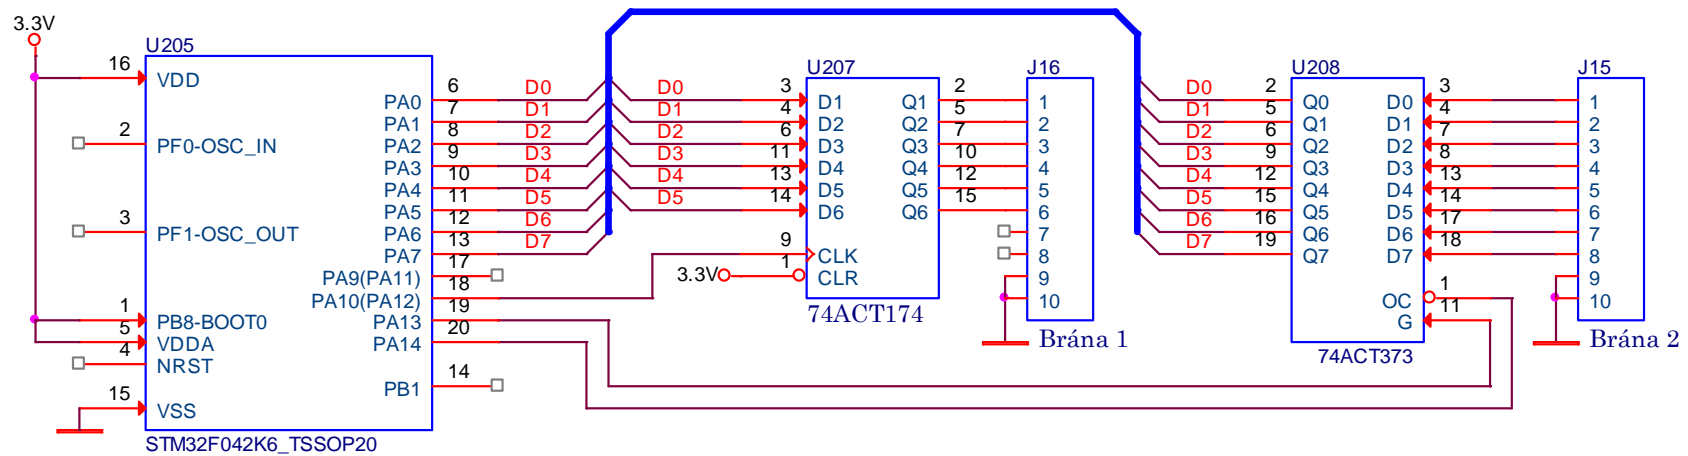 3.3V
U205
16 VDD
2 PF0-OSC_IN
3 PF1-OSC_OUT
1 PB8-BOOT0
5 VDDA
4 NRST
15 VSS
PA0 6 D0
PA1 7 D1
PA2 8 D2
PA3 9 D3
PA4 10 D4
PA5 11 D5
PA6 12 D6
PA7 13 D7
PA9(PA11) 17
PA10(PA12) 18
PA13 19
PA14 20
PB1 14
STM32F042K6_TSSOP20
U207
D0 3 D1 Q1 2
D1 4 D2 Q2 5
D2 6 D3 Q3 7
D3 11 D4 Q4 10
D4 13 D5 Q5 12
D5 14 D6 Q6 15
9 CLK
3.3V 1 CLR
74ACT174
J16
1
2
3
4
5
6
7
8
9
10
Brána 1
U208
D0 2 Q0 D0 3
D1 5 Q1 D1 4
D2 6 Q2 D2 7
D3 9 Q3 D3 8
D4 12 Q4 D4 13
D5 15 Q5 D5 14
D6 16 Q6 D6 17
D7 19 Q7 D7 18
OC 1
G 11
74ACT373
J15
1
2
3
4
5
6
7
8
9
10
Brána 2